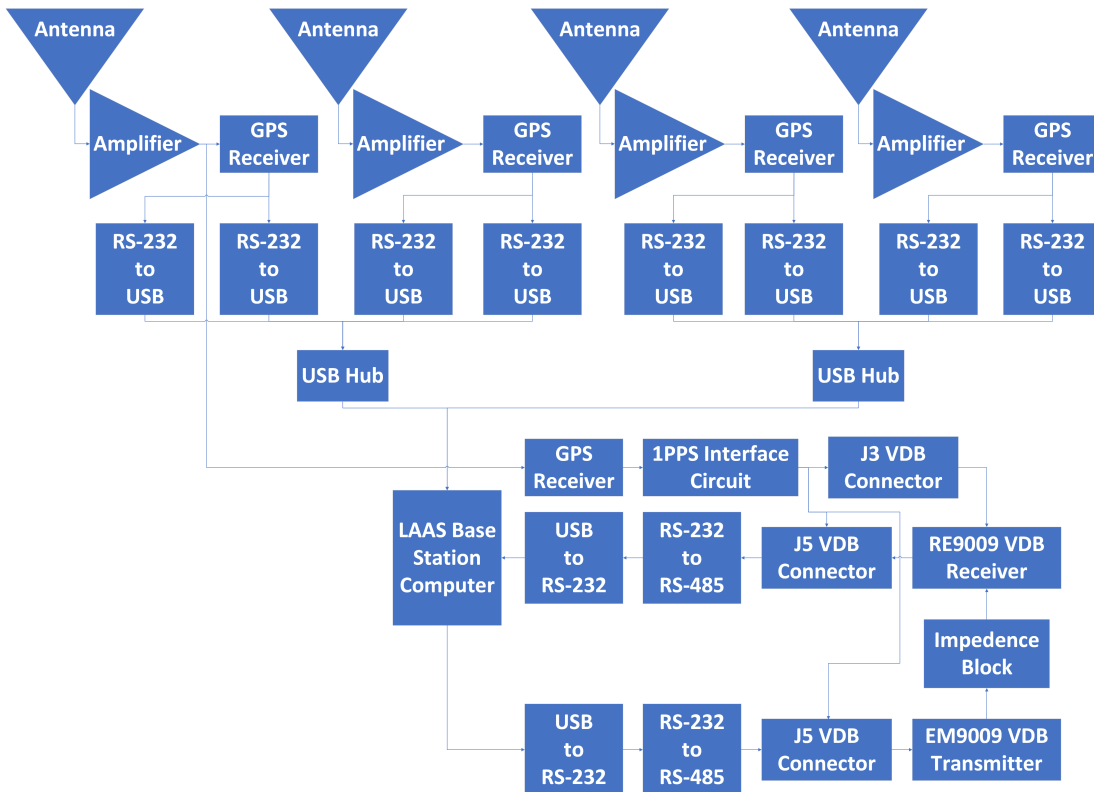 Antenna
Antenna
Antenna
Antenna
Amplifier
GPS
Receiver
Amplifier
GPS
Receiver
Amplifier
GPS
Receiver
Amplifier
GPS
Receiver
RS-232
to
USB
RS-232
to
USB
RS-232
to
USB
RS-232
to
USB
RS-232
to
USB
RS-232
to
USB
RS-232
to
USB
RS-232
to
USB
USB Hub
USB Hub
GPS
Receiver
1PPS Interface
Circuit
J3 VDB
Connector
LAAS Base
Station
Computer
USB
to
RS-232
RS-232
to
RS-485
J5 VDB
Connector
RE9009 VDB
Receiver
Impedence
Block
USB
to
RS-232
RS-232
to
RS-485
J5 VDB
Connector
EM9009 VDB
Transmitter